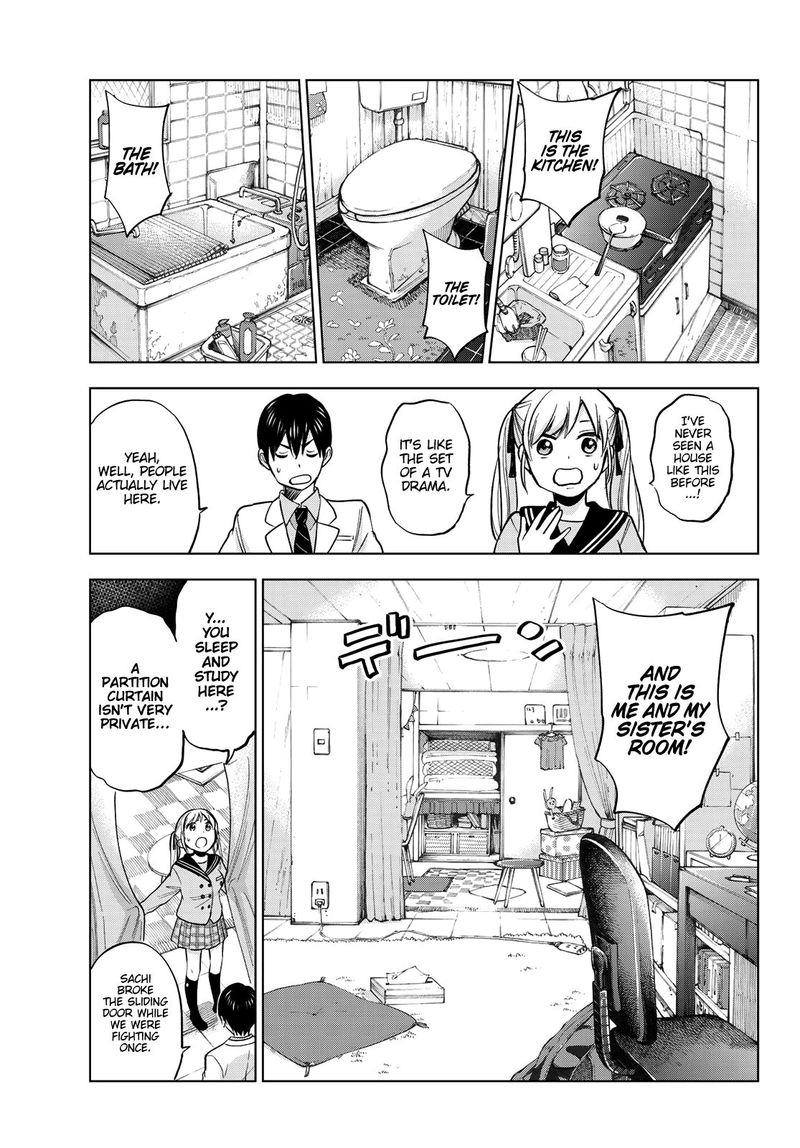 THIS
IS THE
KITCHEN!
THE
TOILET!
THE
BATH!
I'VE
NEVER
SEEN A
HOUSE
LIKE THIS
BEFORE
...!
IT'S LIKE
THE SET
OF A TV
DRAMA.
YEAH,
WELL, PEOPLE
ACTUALLY LIVE
HERE.
AND
THIS IS
ME AND MY
SISTER'S
ROOM!
デーン
Y...
YOU
SLEEP
AND
STUDY
HERE
...?
A
PARTITION
CURTAIN
ISN'T VERY
PRIVATE...
SACHI
BROKE
THE SLIDING
DOOR WHILE
WE WERE
FIGHTING
ONCE.